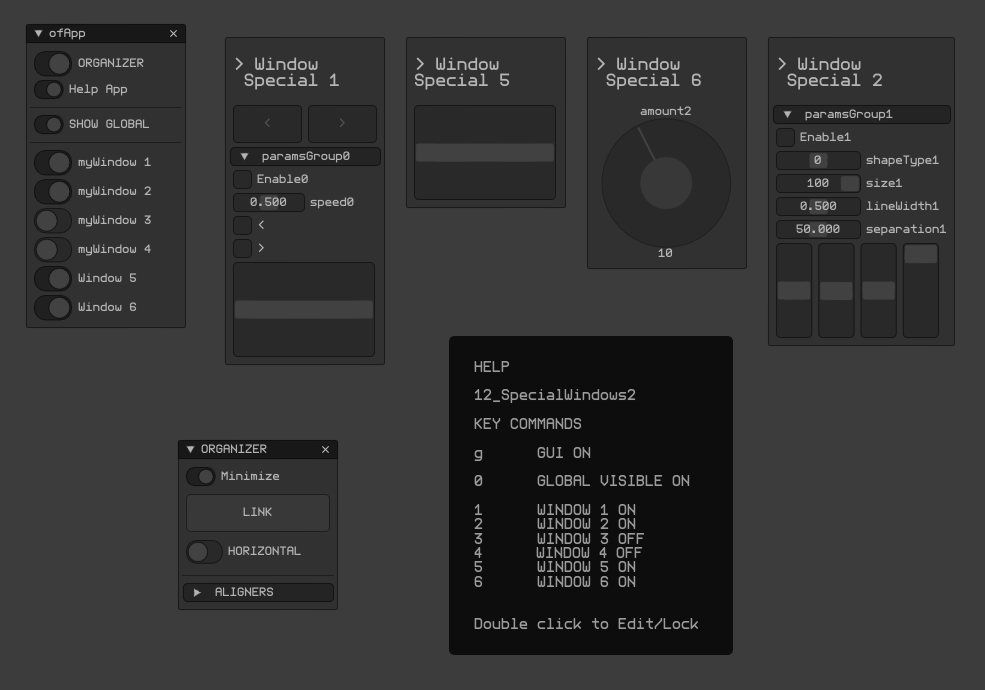 ofApp
ORGANIZER
Help App
SHOW GLOBAL
myWindow 1
myWindow 2
myWindow 3
myWindow 4
Window 5
Window 6
> Window
Special 1
< >
paramsGroup0
Enable0
0.500 speed0
<
>
> Window
Special 5
> Window
Special 6
amount2
10
> Window
Special 2
paramsGroup1
Enable1
0 shapeType1
100 size1
0.500 lineWidth1
50.000 separation1
ORGANIZER
Minimize
LINK
HORIZONTAL
ALIGNERS
HELP
12_SpecialWindows2
KEY COMMANDS
g GUI ON
0 GLOBAL VISIBLE ON
1 WINDOW 1 ON
2 WINDOW 2 ON
3 WINDOW 3 OFF
4 WINDOW 4 OFF
5 WINDOW 5 ON
6 WINDOW 6 ON
Double click to Edit/Lock